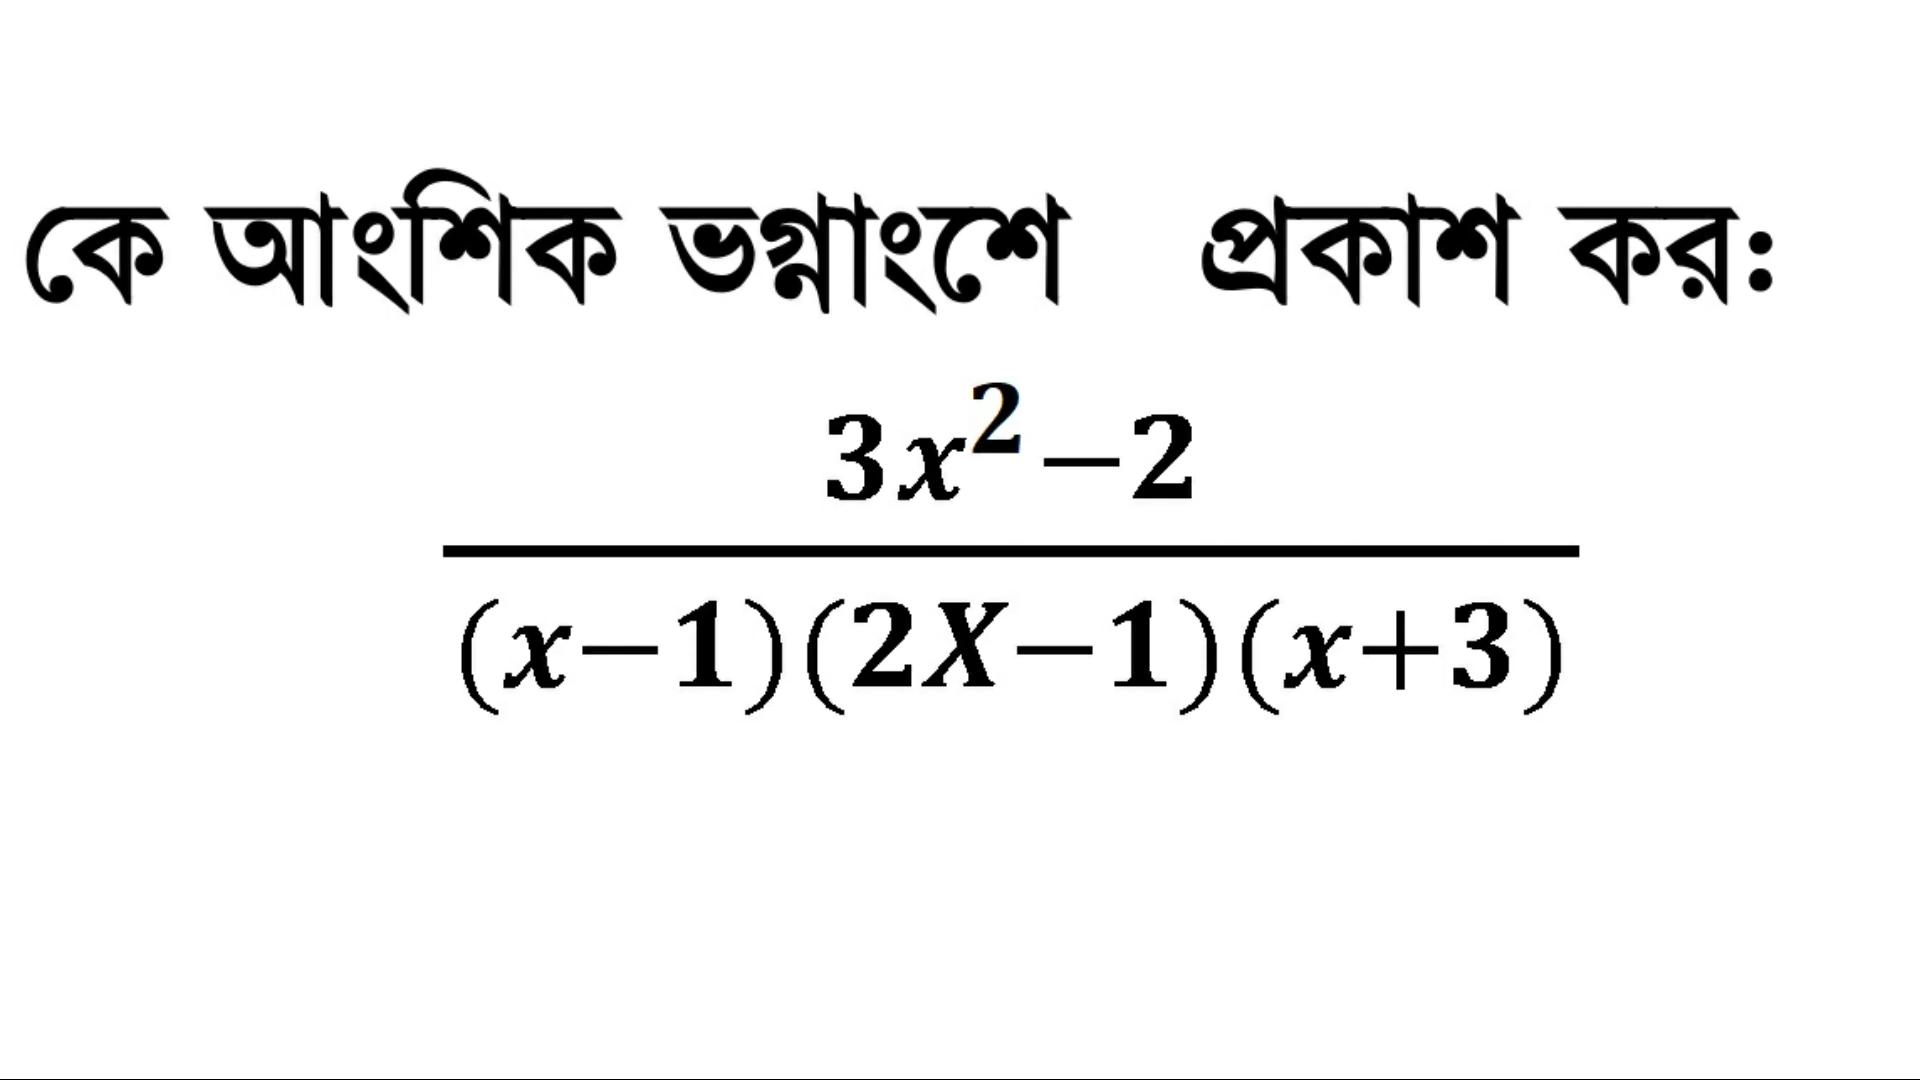 কে আংশিক ভগ্নাংশে প্রকাশ কর:
3x²−2
(x−1)(2X−1)(x+3)